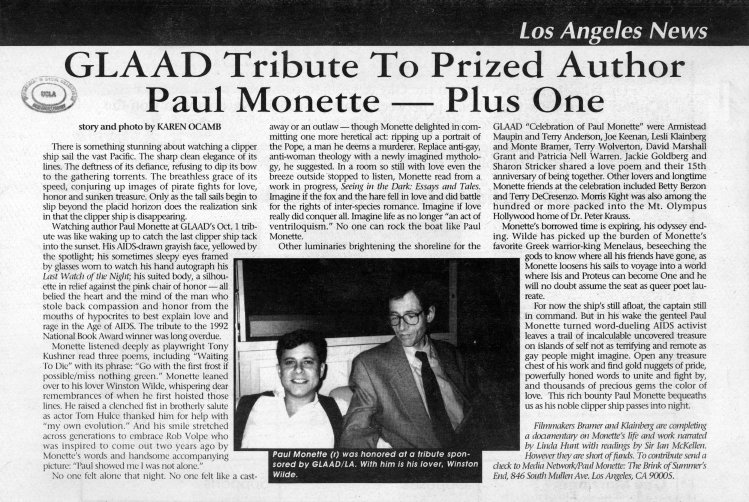 Los Angeles News
GLAAD Tribute To Prized Author
Paul Monette — Plus One
UCLA
story and photo by KAREN OCAMB
There is something stunning about watching a clipper
ship sail the vast Pacific. The sharp clean elegance of its
lines. The deftness of its defiance, refusing to dip its bow
to the gathering torrents. The breathless grace of its
speed, conjuring up images of pirate fights for love,
honor and sunken treasure. Only as the tall sails begin to
slip beyond the placid horizon does the realization sink
in that the clipper ship is disappearing.
Watching author Paul Monette at GLAAD's Oct. 1 trib-
ute was like waking up to catch the last clipper ship tack
into the sunset. His AIDS-drawn grayish face, yellowed by
the spotlight; his sometimes sleepy eyes framed
by glasses worn to watch his hand autograph his
Last Watch of the Night; his suited body, a silhou-
ette in relief against the pink chair of honor — all
belied the heart and the mind of the man who
stole back compassion and honor from the
mouths of hypocrites to best explain love and
rage in the Age of AIDS. The tribute to the 1992
National Book Award winner was long overdue.
Monette listened deeply as playwright Tony
Kushner read three poems, including "Waiting
To Die" with its phrase: "Go with the first frost if
possible/miss nothing green." Monette leaned
over to his lover Winston Wilde, whispering dear
remembrances of when he first hoisted those
lines. He raised a clenched fist in brotherly salute
as actor Tom Hulce thanked him for help with
"my own evolution." And his smile stretched
across generations to embrace Rob Volpe who
was inspired to come out two years ago by
Monette's words and handsome accompanying
picture: "Paul showed me I was not alone."
No one felt alone that night. No one felt like a cast-
away or an outlaw — though Monette delighted in com-
mitting one more heretical act: ripping up a portrait of
the Pope, a man he deems a murderer. Replace anti-gay,
anti-woman theology with a newly imagined mytholo-
gy, he suggested. In a room so still with love even the
breeze outside stopped to listen, Monette read from a
work in progress, Seeing in the Dark: Essays and Tales.
Imagine if the fox and the hare fell in love and did battle
for the rights of inter-species romance. Imagine if love
really did conquer all. Imagine life as no longer "an act of
ventriloquism." No one can rock the boat like Paul
Monette.
Other luminaries brightening the shoreline for the
Paul Monette (r) was honored at a tribute spon-
sored by GLAAD/LA. With him is his lover, Winston
Wilde.
GLAAD "Celebration of Paul Monette" were Armistead
Maupin and Terry Anderson, Joe Keenan, Lesli Klainberg
and Monte Bramer, Terry Wolverton, David Marshall
Grant and Patricia Nell Warren. Jackie Goldberg and
Sharon Stricker shared a love poem and their 15th
anniversary of being together. Other lovers and longtime
Monette friends at the celebration included Betty Berzon
and Terry DeCresenzo. Morris Kight was also among the
hundred or more packed into the Mt. Olympus
Hollywood home of Dr. Peter Krauss.
Monette's borrowed time is expiring, his odyssey end-
ing. Wilde has picked up the burden of Monette's
favorite Greek warrior-king Menelaus, beseeching the
gods to know where all his friends have gone, as
Monette loosens his sails to voyage into a world
where Isis and Proteus can become One and he
will no doubt assume the seat as queer poet lau-
reate.
For now the ship's still afloat, the captain still
in command. But in his wake the genteel Paul
Monette turned word-dueling AIDS activist
leaves a trail of incalculable uncovered treasure
on islands of self not as terrifying and remote as
gay people might imagine. Open any treasure
chest of his work and find gold nuggets of pride,
powerfully honed words to unite and fight by,
and thousands of precious gems the color of
love. This rich bounty Paul Monette bequeaths
us as his noble clipper ship passes into night.
Filmmakers Bramer and Klainberg are completing
a documentary on Monette's life and work narrated
by Linda Hunt with readings by Sir Ian McKellen.
However they are short of funds. To contribute send a
check to Media Network/Paul Monette: The Brink of Summer's
End, 846 South Mullen Ave. Los Angeles, CA 90005.